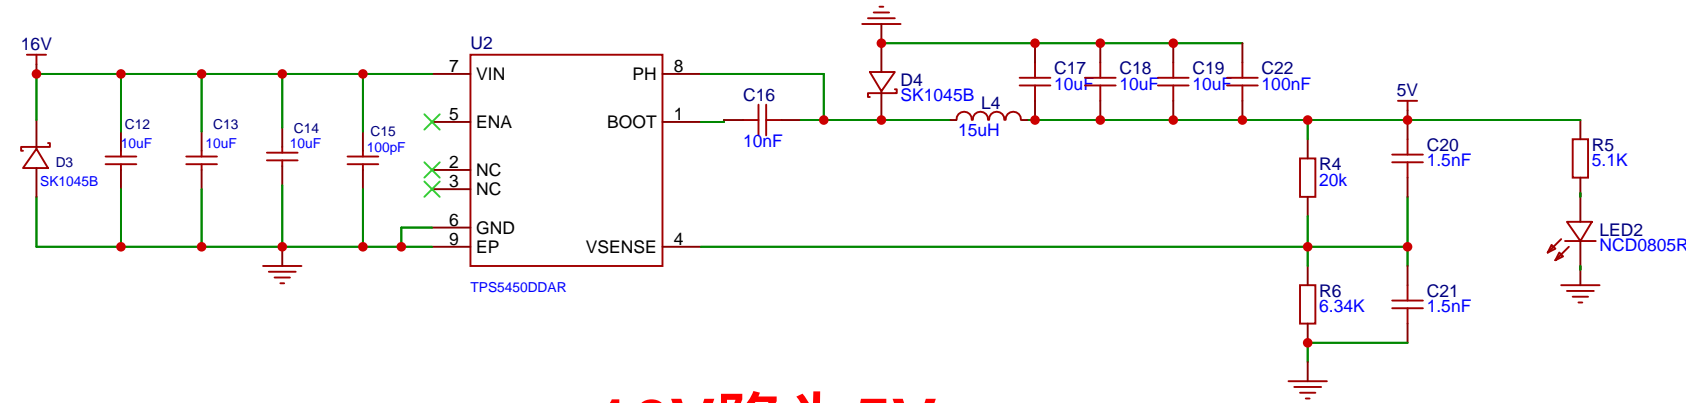 16V
D3
SK1045B
C12
10uF
C13
10uF
C14
10uF
C15
100pF
U2
7 VIN
5 ENA
2 NC
3 NC
6 GND
9 EP
PH 8
BOOT 1
VSENSE 4
TPS5450DDAR
C16
10nF
D4
SK1045B
L4
15uH
C17
10uF
C18
10uF
C19
10uF
C22
100nF
5V
R4
20k
C20
1.5nF
R5
5.1K
LED2
NCD0805R
R6
6.34K
C21
1.5nF